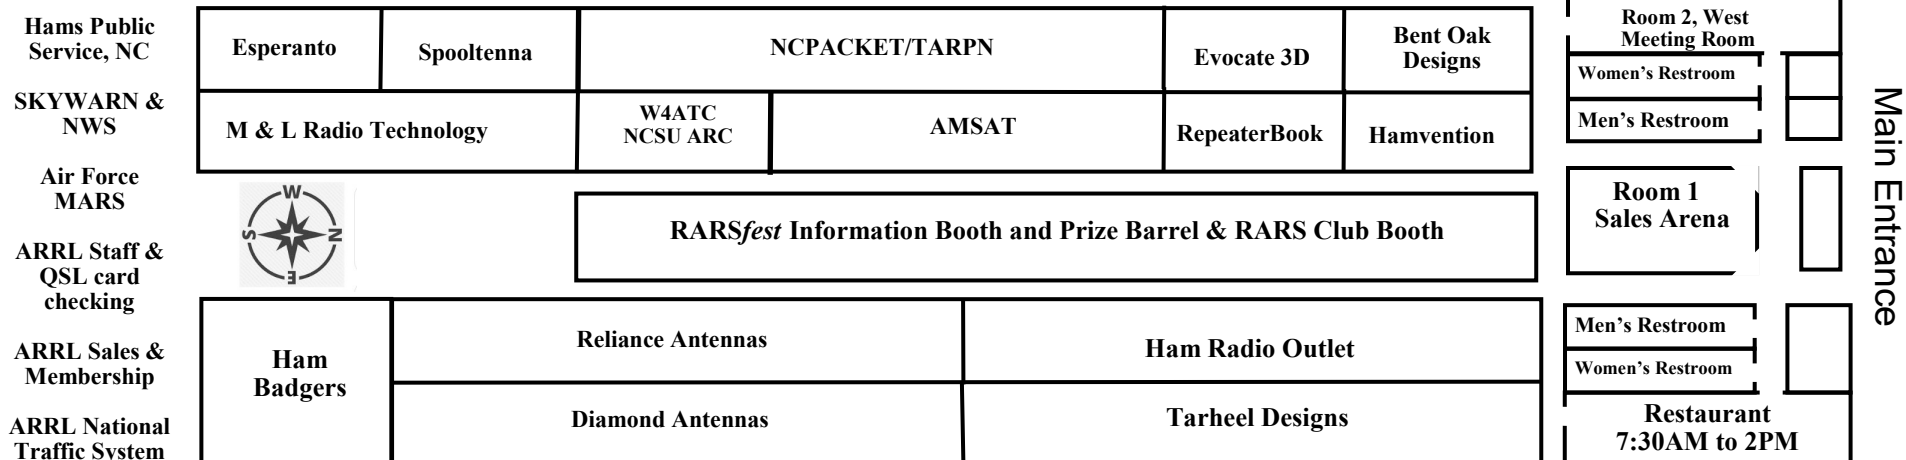 Hams Public
Service, NC
SKYWARN &
NWS
Air Force
MARS
ARRL Staff &
QSL card
checking
ARRL Sales &
Membership
ARRL National
Traffic System
Esperanto
Spooltenna
NCPACKET/TARPN
Evocate 3D
Bent Oak
Designs
M & L Radio Technology
W4ATC
NCSU ARC
AMSAT
RepeaterBook
Hamvention
W
N
E
S
RARSfest Information Booth and Prize Barrel & RARS Club Booth
Ham
Badgers
Reliance Antennas
Ham Radio Outlet
Diamond Antennas
Tarheel Designs
Room 2, West
Meeting Room
Women’s Restroom
Men’s Restroom
Room 1
Sales Arena
Men’s Restroom
Women’s Restroom
Restaurant
7:30AM to 2PM
Main Entrance